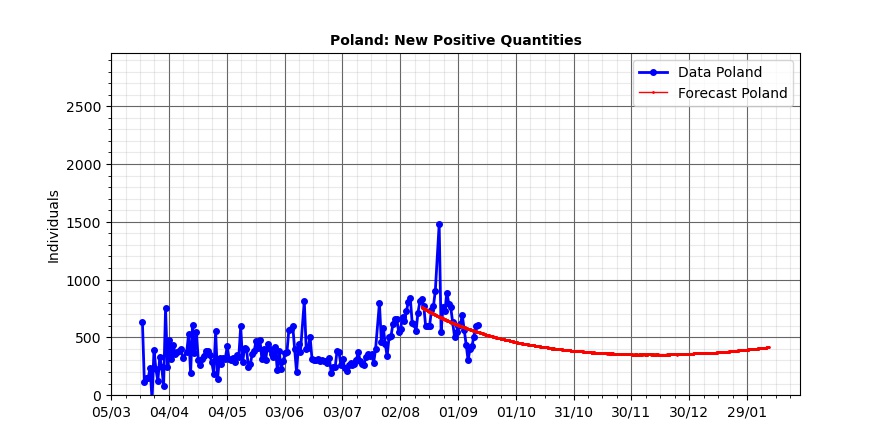 Poland: New Positive Quantities
Data Poland
Forecast Poland
Individuals
2500
2000
1500
1000
500
0
05/03 04/04 04/05 03/06 03/07 02/08 01/09 01/10 31/10 30/11 30/12 29/01